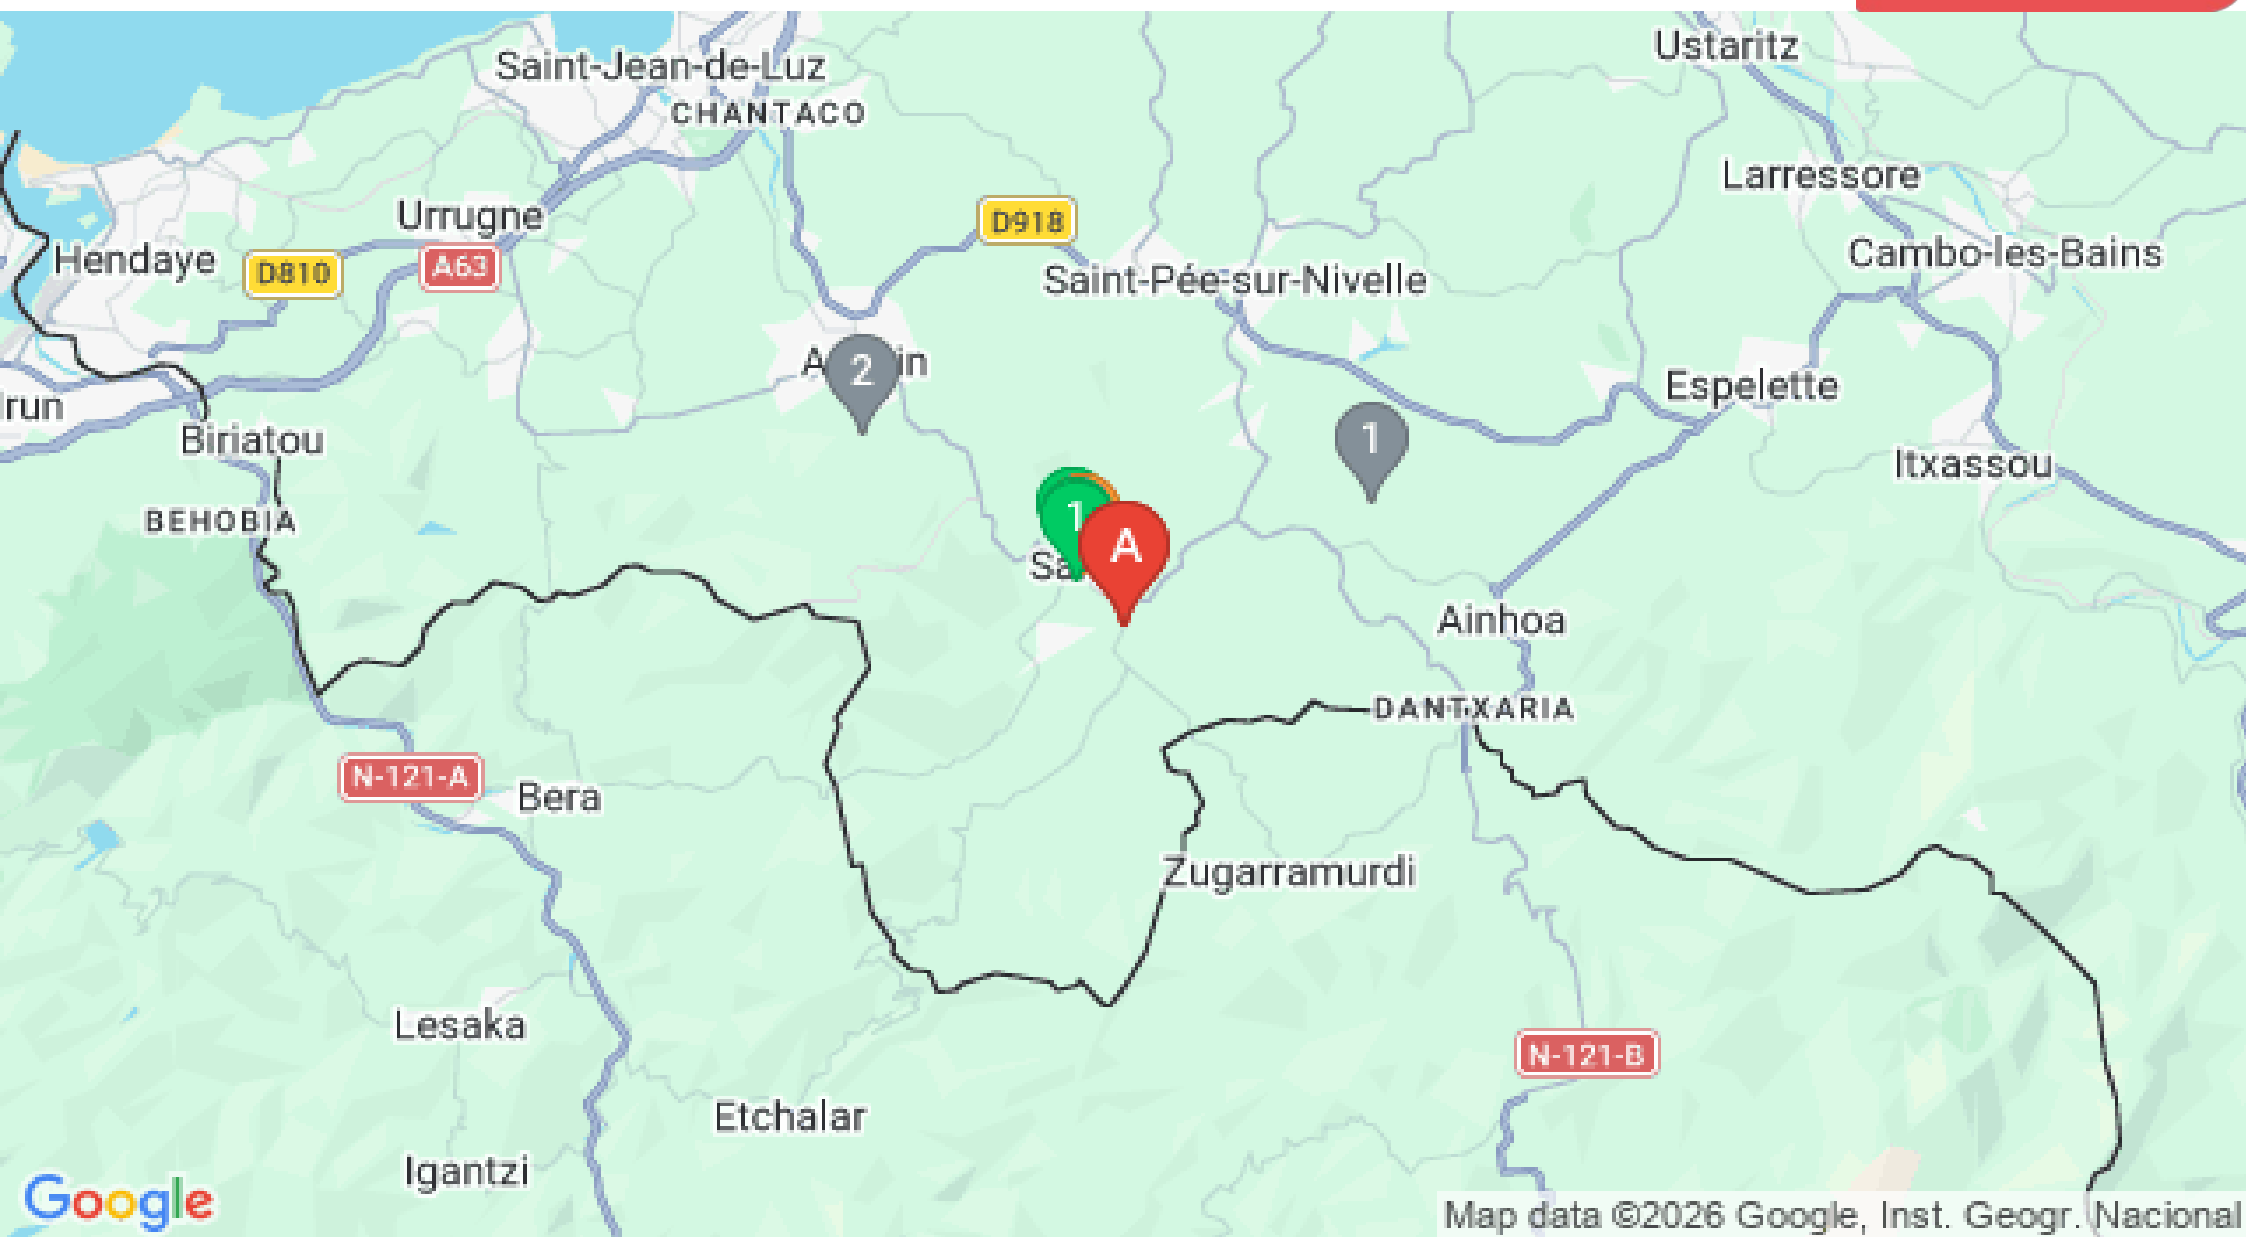 Ustaritz
Saint-Jean-de-Luz
CHANTACO
Larressore
Urrugne
D918
Cambo-les-Bains
Hendaye
D810
A63
Saint-Pée-sur-Nivelle
2
Espelette
Irun
Biriatou
1
Itxassou
BEHOBIA
1
A
Ainhoa
DANTXARIA
N-121-A
Bera
Zugarramurdi
Lesaka
N-121-B
Etchalar
Igantzi
Google
Map data ©2026 Google, Inst. Geogr. Nacional